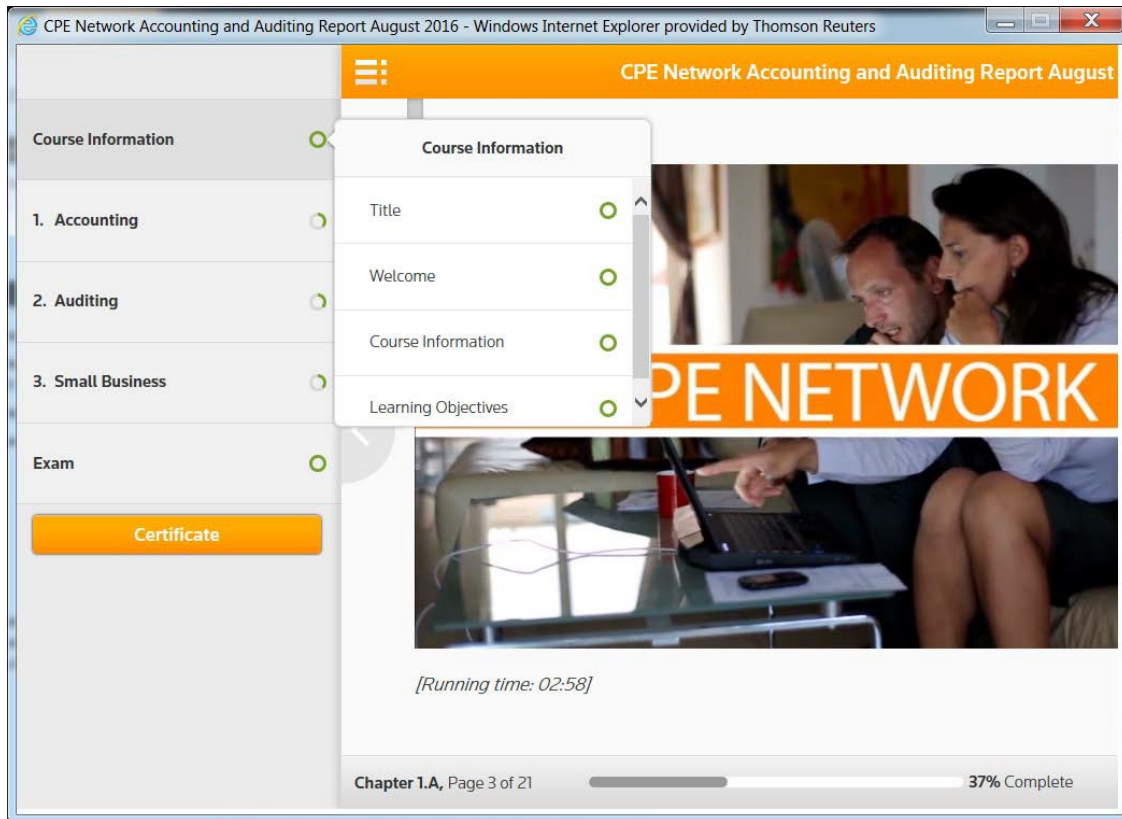 CPE Network Accounting and Auditing Report August 2016 - Windows Internet Explorer provided by Thomson Reuters
CPE Network Accounting and Auditing Report August
Course Information
1. Accounting
2. Auditing
3. Small Business
Exam
Certificate
Course Information
Title
Welcome
Course Information
Learning Objectives
PE NETWORK
[Running time: 02:58]
Chapter 1.A, Page 3 of 21
37% Complete